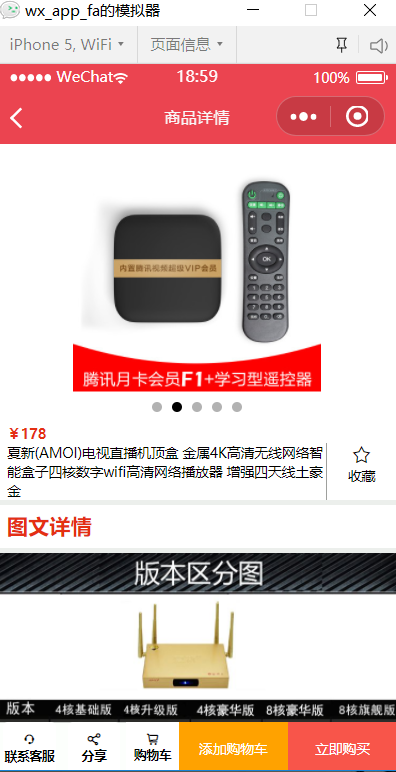 wx_app_fa的模拟器
iPhone 5, WiFi 页面信息
WeChat 18:59 100%
商品详情
内置腾讯视频超级VIP会员
OK
腾讯月卡会员F1+学习型遥控器
￥178
夏新(AMOI)电视直播机顶盒 金属4K高清无线网络智
能盒子四核数字wifi高清网络播放器 增强四天线土豪
金
收藏
图文详情
版本区分图
版本 4核基础版 4核升级版 4核豪华版 8核豪华版 8核旗舰版
联系客服 分享 购物车 添加购物车 立即购买